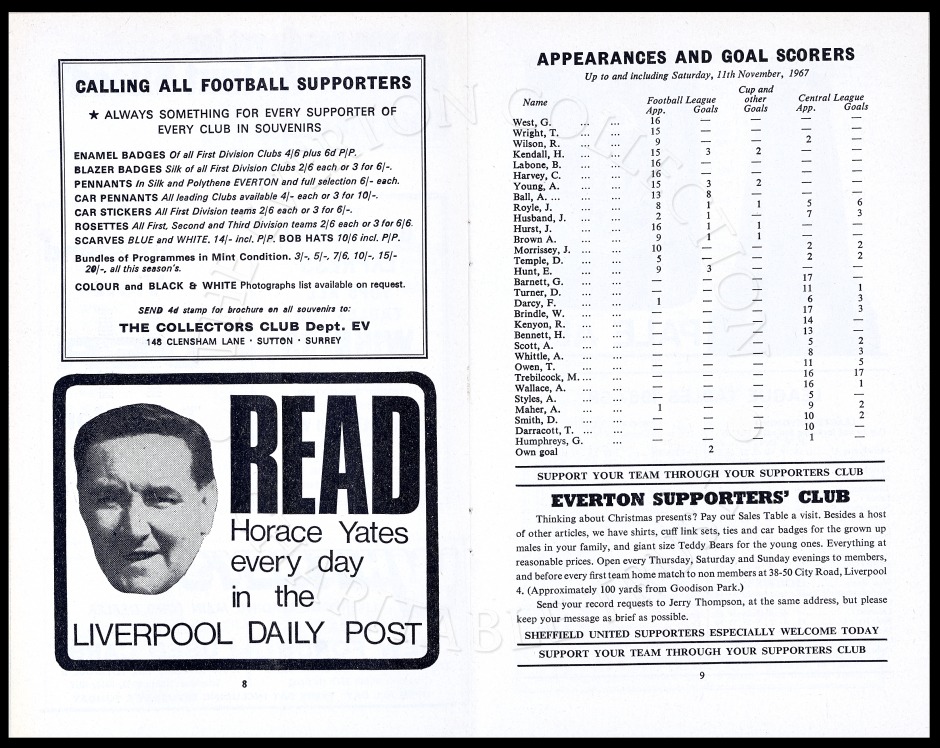 CALLING ALL FOOTBALL SUPPORTERS
★ ALWAYS SOMETHING FOR EVERY SUPPORTER OF
EVERY CLUB IN SOUVENIRS
ENAMEL BADGES Of all First Division Clubs 4/6 plus 6d P/P.
BLAZER BADGES Silk of all First Division Clubs 2/6 each or 3 for 6/-.
PENNANTS In Silk and Polythene EVERTON and full selection 6/- each.
CAR PENNANTS All leading Clubs available 4/- each or 3 for 10/-.
CAR STICKERS All First Division teams 2/6 each or 3 for 6/-.
ROSETTES All First, Second and Third Division teams 2/6 each or 3 for 6/6.
SCARVES BLUE and WHITE. 14/- incl. P/P. BOB HATS 10/6 incl. P/P.
Bundles of Programmes in Mint Condition. 3/-, 5/-, 7/6, 10/-, 15/-
20/-, all this season's.
COLOUR and BLACK & WHITE Photographs list available on request.
SEND 4d stamp for brochure on all souvenirs to:
THE COLLECTORS CLUB Dept. EV
148 CLENSHAM LANE · SUTTON · SURREY
READ
Horace Yates
every day
in the
LIVERPOOL DAILY POST
8
APPEARANCES AND GOAL SCORERS
Up to and including Saturday, 11th November, 1967
Name Football League App. Goals Cup and other Goals Central League App. Goals
West, G. ... ... 16 — — — —
Wright, T. ... ... 15 — — — —
Wilson, R. ... ... 9 — — 2 —
Kendall, H. ... ... 15 3 2 — —
Labone, B. ... ... 16 — — — —
Harvey, C. ... ... 16 — — — —
Young, A. ... ... 15 3 2 — —
Ball, A. ... ... ... 13 8 — — —
Royle, J. ... ... 8 1 1 5 6
Husband, J. ... ... 2 1 — 7 3
Hurst, J. ... ... 16 1 1 — —
Brown A. ... ... 9 1 1 — —
Morrissey, J. ... ... 10 — — 2 2
Temple, D. ... ... 5 — — 2 2
Hunt, E. ... ... 9 3 — — —
Barnett, G. ... ... — — — 17 —
Turner, D. ... ... — — — 11 1
Darcy, F. ... ... 1 — — 6 3
Brindle, W. ... ... — — — 17 3
Kenyon, R. ... ... — — — 14 —
Bennett, H. ... ... — — — 13 —
Scott, A. ... ... — — — 5 2
Whittle, A. ... ... — — — 8 3
Owen, T. ... ... — — — 11 5
Trebilcock, M. ... ... — — — 16 17
Wallace, A. ... ... — — — 16 1
Styles, A. ... ... — — — 5 —
Maher, A. ... ... 1 — — 9 2
Smith, D. ... ... — — — 10 2
Darracott, T. ... ... — — — 10 —
Humphreys, G. ... — — — 1 —
Own goal 2
SUPPORT YOUR TEAM THROUGH YOUR SUPPORTERS CLUB
EVERTON SUPPORTERS' CLUB
Thinking about Christmas presents? Pay our Sales Table a visit. Besides a host
of other articles, we have shirts, cuff link sets, ties and car badges for the grown up
males in your family, and giant size Teddy Bears for the young ones. Everything at
reasonable prices. Open every Thursday, Saturday and Sunday evenings to members,
and before every first team home match to non members at 38-50 City Road, Liverpool
4. (Approximately 100 yards from Goodison Park.)
Send your record requests to Jerry Thompson, at the same address, but please
keep your message as brief as possible.
SHEFFIELD UNITED SUPPORTERS ESPECIALLY WELCOME TODAY
SUPPORT YOUR TEAM THROUGH YOUR SUPPORTERS CLUB
9